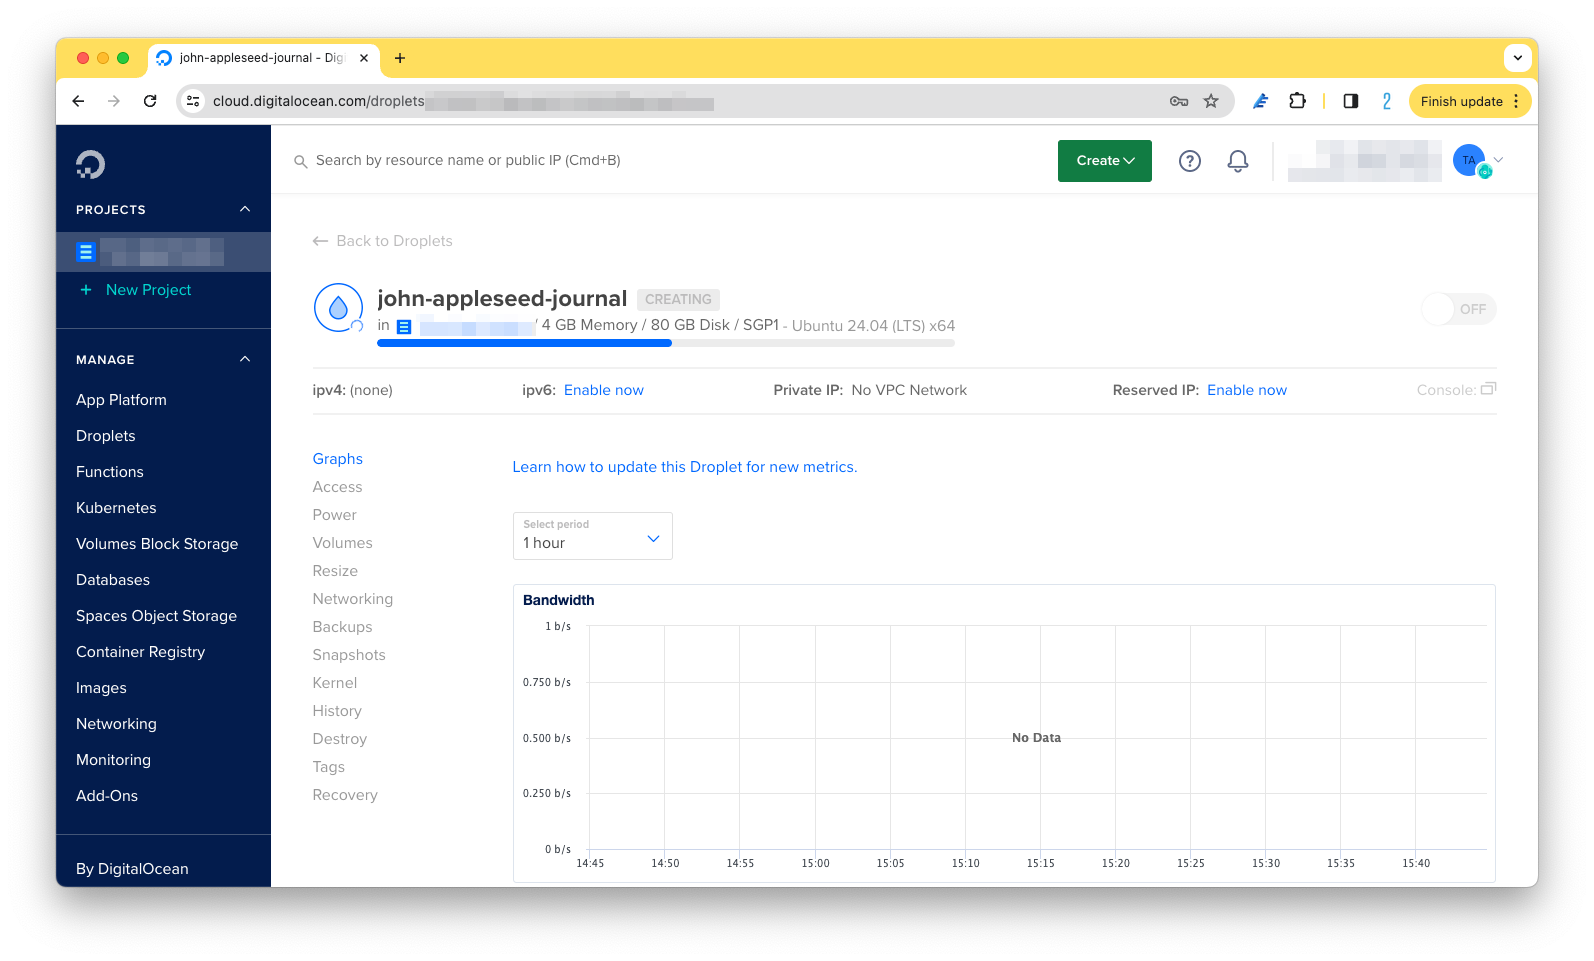 john-appleseed-journal - Digi
cloud.digitalocean.com/droplets
Finish update
Search by resource name or public IP (Cmd+B)
Create
TA
PROJECTS
+ New Project
MANAGE
App Platform
Droplets
Functions
Kubernetes
Volumes Block Storage
Databases
Spaces Object Storage
Container Registry
Images
Networking
Monitoring
Add-Ons
By DigitalOcean
← Back to Droplets
john-appleseed-journal CREATING
in / 4 GB Memory / 80 GB Disk / SGP1 - Ubuntu 24.04 (LTS) x64
OFF
ipv4: (none) ipv6: Enable now Private IP: No VPC Network Reserved IP: Enable now Console:
Graphs
Access
Power
Volumes
Resize
Networking
Backups
Snapshots
Kernel
History
Destroy
Tags
Recovery
Learn how to update this Droplet for new metrics.
Select period
1 hour
Bandwidth
1 b/s
0.750 b/s
0.500 b/s
0.250 b/s
0 b/s
No Data
14:45 14:50 14:55 15:00 15:05 15:10 15:15 15:20 15:25 15:30 15:35 15:40